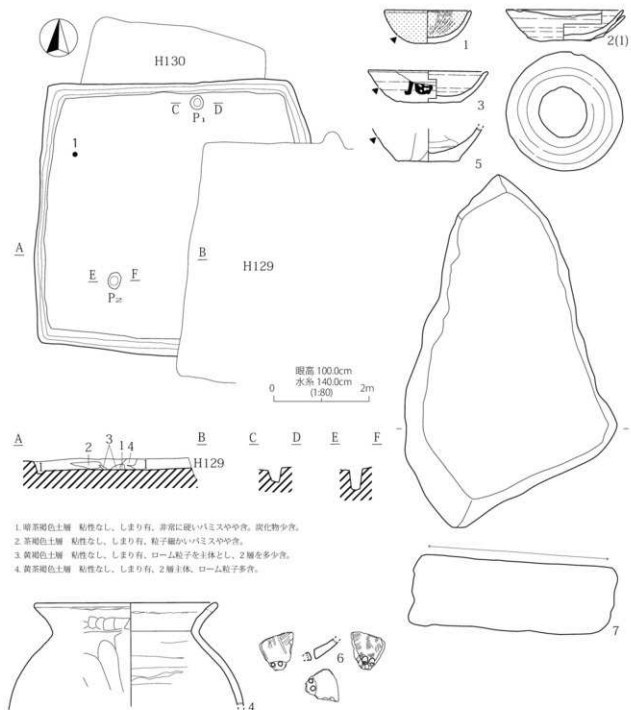 H130
C D
P₁
1
A
B
H129
E F
P₂
眼高 100.0cm
水糸 140.0cm
(1:80)
0 2m
1
2(1)
3
5
A 2 3 1 4 B
H129
C D E F
1. 暗茶褐色土層 粘性なし、しまり有、非常に硬いパミスやや含。炭化物少含。
2. 茶褐色土層 粘性なし、しまり有、粒子細かいパミスやや含。
3. 黄褐色土層 粘性なし、しまり有、ローム粒子を主体とし、2層を多少含。
4. 黄茶褐色土層 粘性なし、しまり有、2層主体、ローム粒子多含。
4
6
7